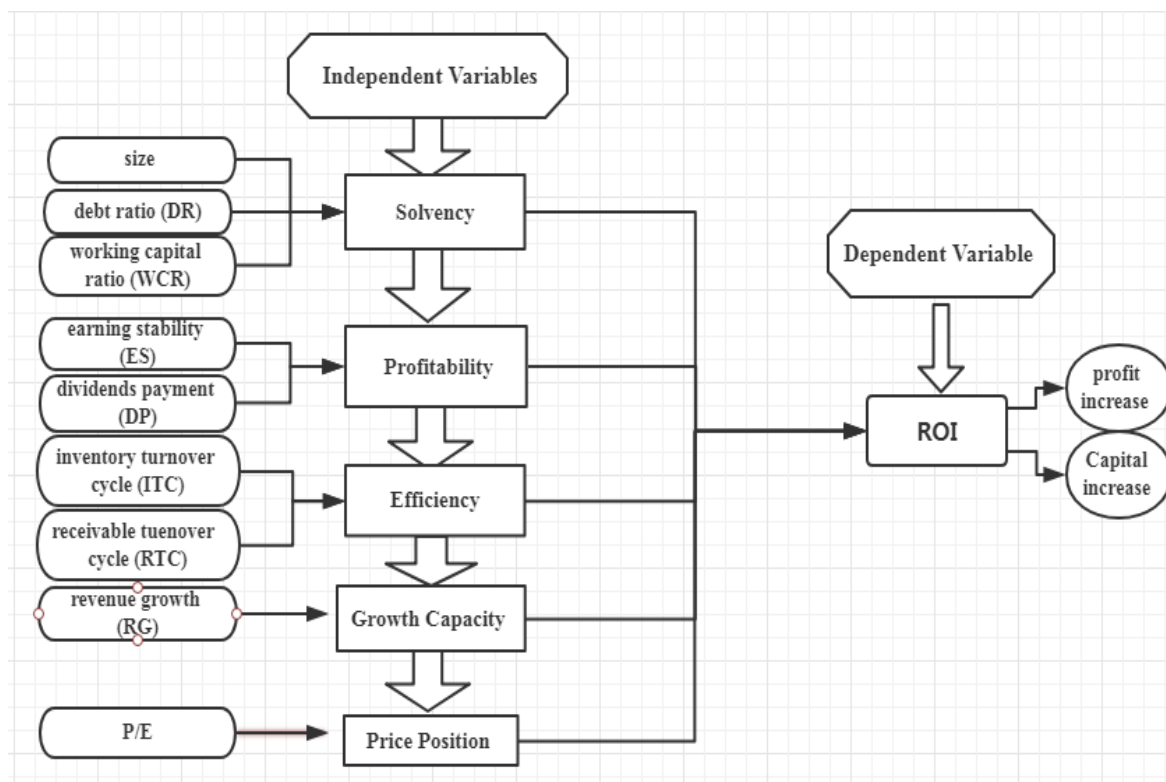 Independent Variables
size
debt ratio (DR)
working capital
ratio (WCR)
Solvency
earning stability
(ES)
dividends payment
(DP)
Profitability
inventory turnover
cycle (ITC)
receivable tuenover
cycle (RTC)
Efficiency
revenue growth
(RG)
Growth Capacity
P/E
Price Position
Dependent Variable
ROI
profit
increase
Capital
increase